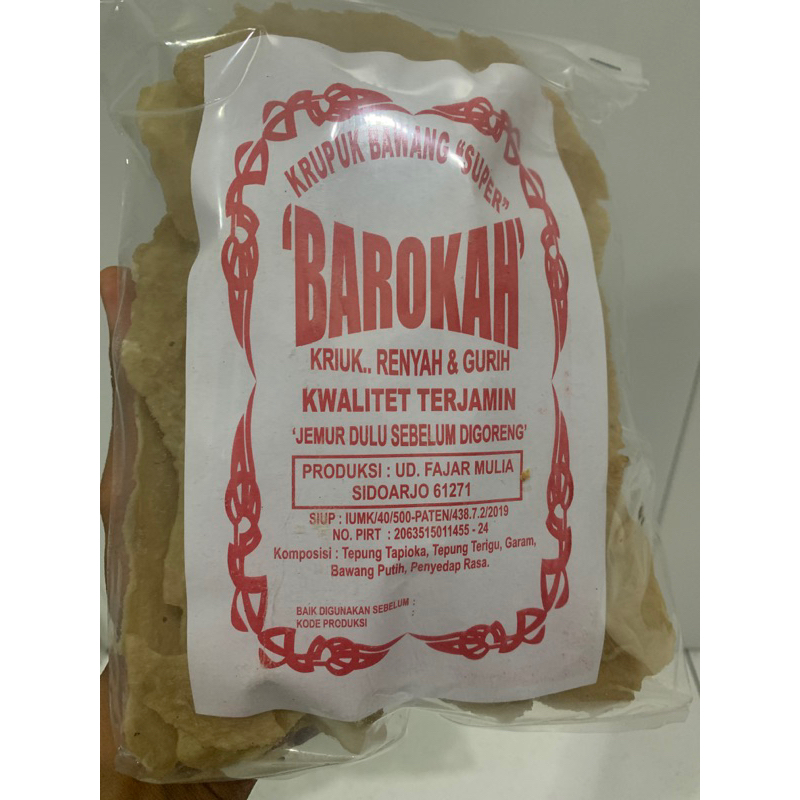 KRUPUK BAWANG "SUPER"
'BAROKAH'
KRIUK.. RENYAH & GURIH
KWALITET TERJAMIN
'JEMUR DULU SEBELUM DIGORENG'
PRODUKSI : UD. FAJAR MULIA
SIDOARJO 61271
SIUP : IUMK/40/500-PATEN/438.7.2/2019
NO. PIRT : 2063515011455 - 24
Komposisi : Tepung Tapioka, Tepung Terigu, Garam,
Bawang Putih, Penyedap Rasa.
BAIK DIGUNAKAN SEBELUM :
KODE PRODUKSI :